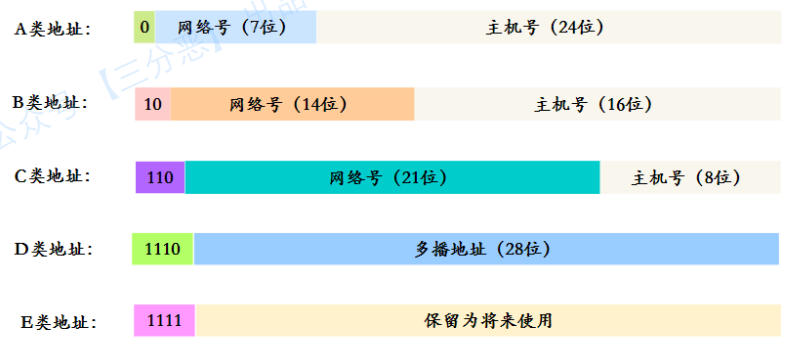 A类地址： 0 网络号（7位） 主机号（24位）
B类地址： 10 网络号（14位） 主机号（16位）
C类地址： 110 网络号（21位） 主机号（8位）
D类地址： 1110 多播地址（28位）
E类地址： 1111 保留为将来使用
公众号【三分恶】出品